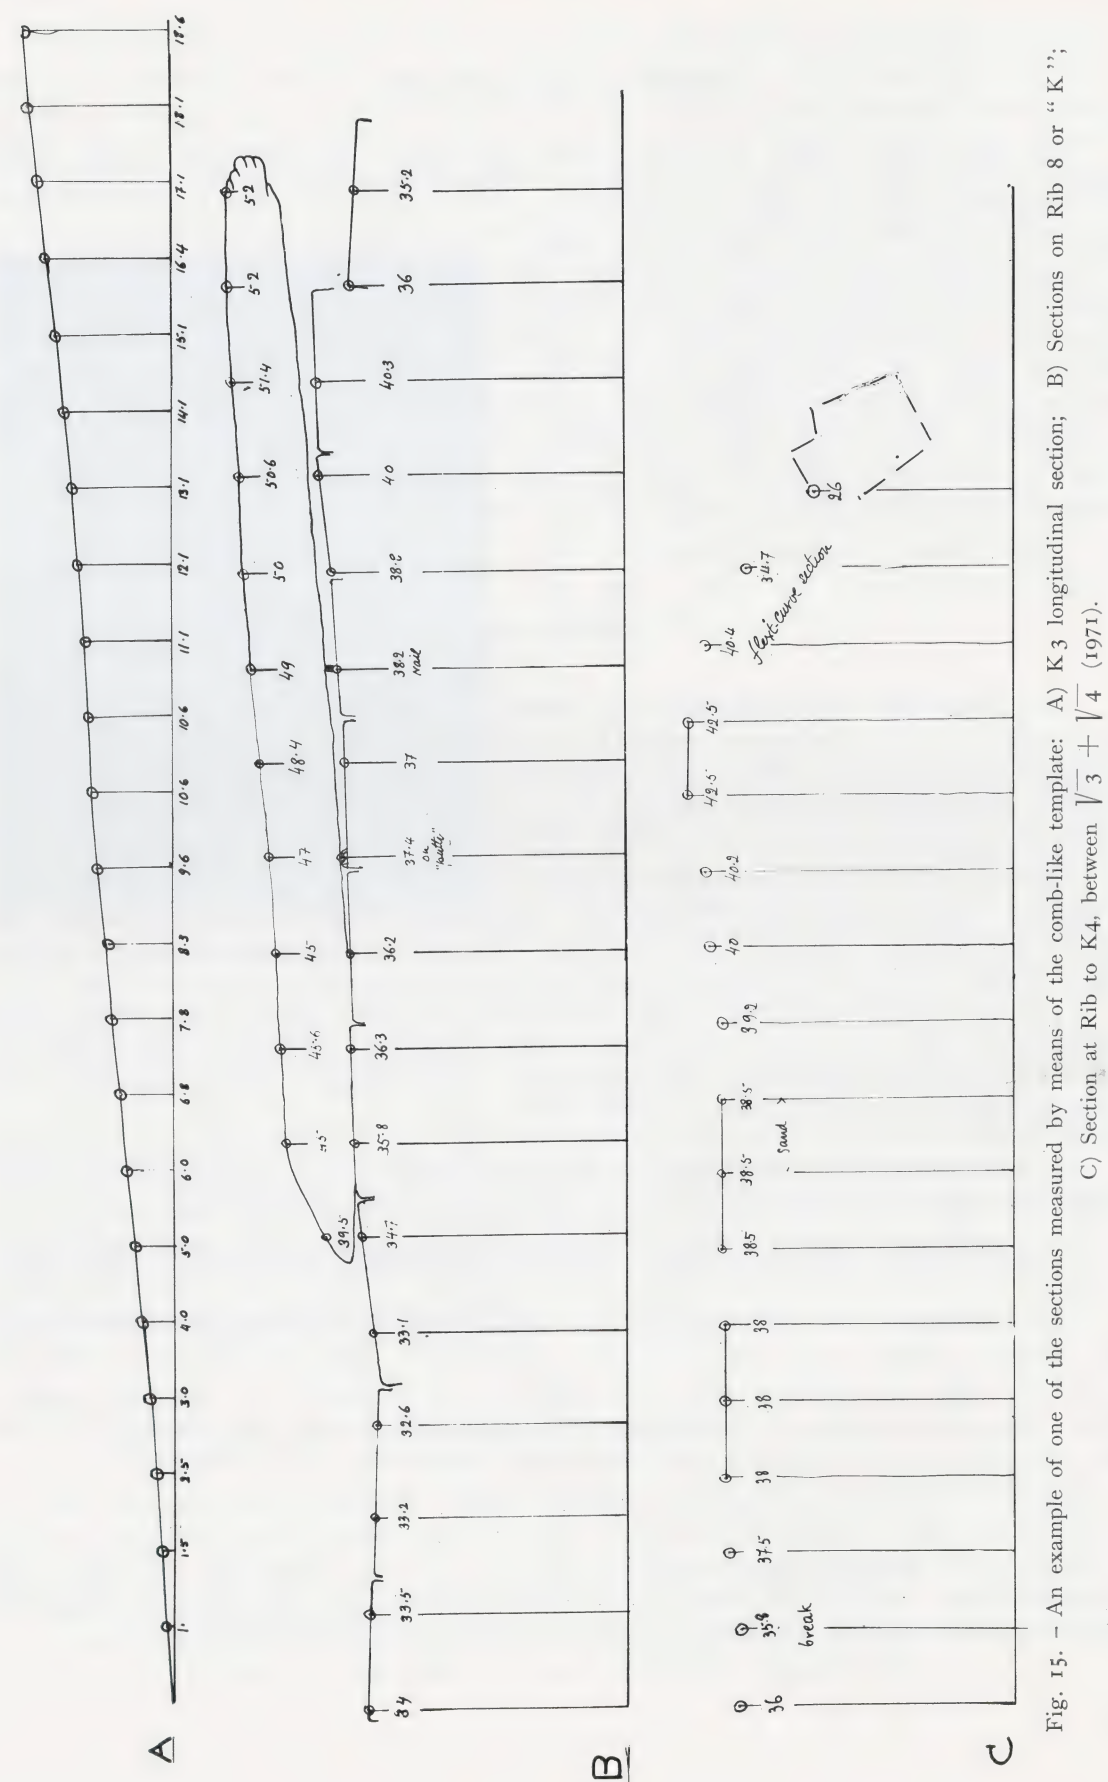 A
1. 1.5 2.5 3.0 4.0 5.0 6.0 6.8 7.8 8.3 9.6 10.6 10.6 11.1 12.1 13.1 14.1 15.1 16.4 17.1 18.1 18.6
39.5 45 45.6 45 47 48.4 49 50 50.6 51.4 52 52
B
34 33.5 33.2 32.6 33.1 34.7 35.8 36.3 36.2 37.4 37 38.2 38.8 40 40.3 36 35.2
on
"butte"
Nail
C
36 35.8 37.5 38 38 38 38.5 38.5 38.5 39.2 40 40.2 42.5 42.5 40.4 34.7 26
break
sand
flexi-curve section
Fig. 15. – An example of one of the sections measured by means of the comb-like template: A) K 3 longitudinal section; B) Sections on Rib 8 or “K”;
C) Section at Rib to K4, between √3 + √4 (1971).